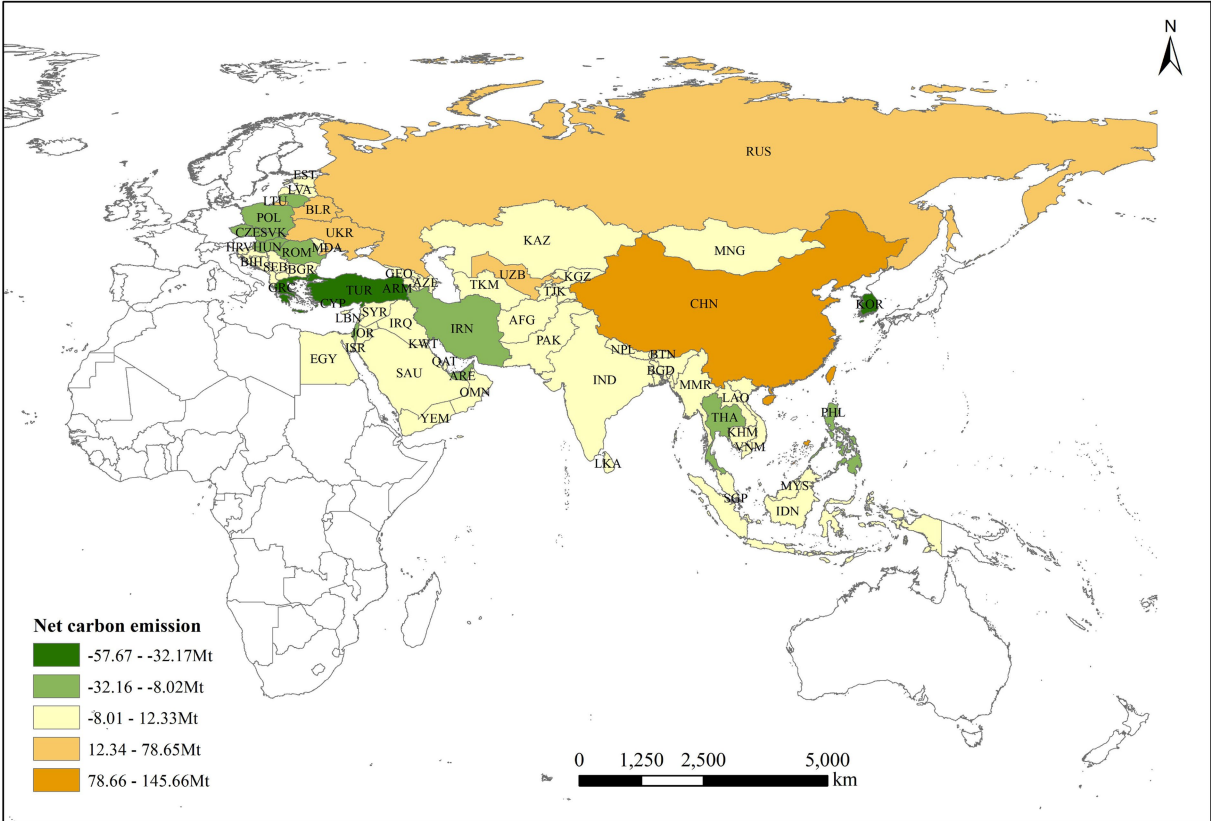 N
RUS
EST
LVA
LTU
BLR
POL
UKR
CZE SVK
KAZ
MNG
HRV HUN
ROM
MDA
BIH
SEB
BGR
GEO
UZB
KGZ
GRC
TUR
ARM
AZE
TKM
TJK
CHN
KOR
CYP
SYR
LBN
IRQ
IRN
AFG
JOR
PAK
ISR
KWT
NPL
BTN
EGY
QAT
BGD
SAU
ARE
IND
MMR
OMN
LAO
YEM
THA
PHL
KHM
VNM
LKA
MYS
SGP
IDN
Net carbon emission
-57.67 - -32.17Mt
-32.16 - -8.02Mt
-8.01 - 12.33Mt
12.34 - 78.65Mt
78.66 - 145.66Mt
0 1,250 2,500 5,000
km